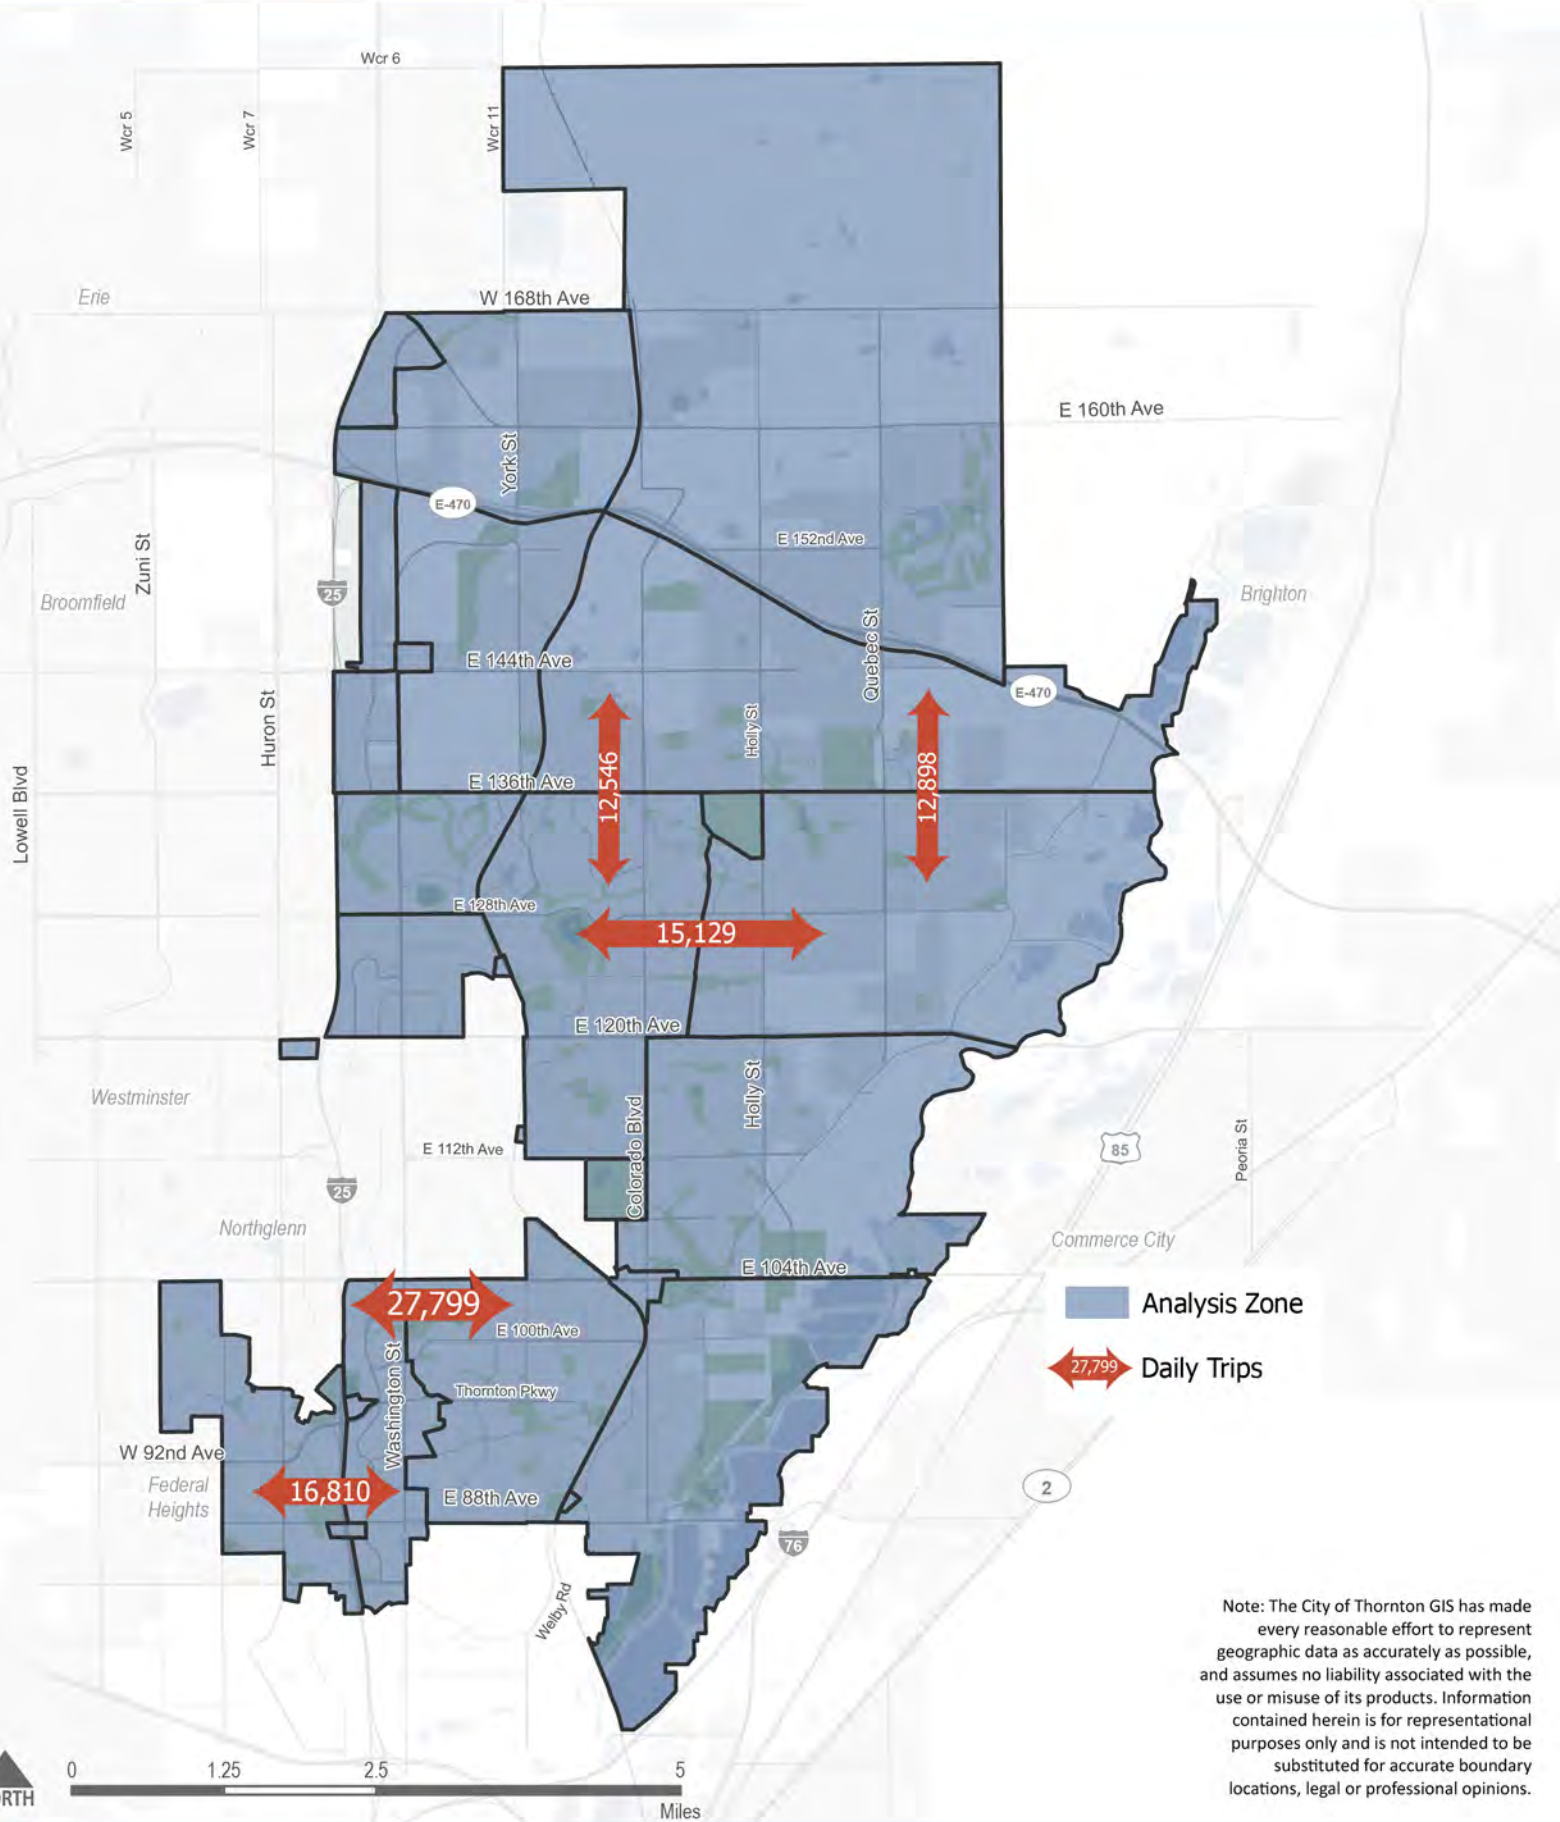 Wcr 6
Wcr 5
Wcr 7
Wcr 11
Erie
W 168th Ave
E 160th Ave
York St
E-470
E 152nd Ave
Zuni St
25
Broomfield
Brighton
Quebec St
E 144th Ave
E-470
Huron St
Holly St
12,546
12,898
E 136th Ave
Lowell Blvd
E 128th Ave
15,129
E 120th Ave
Westminster
Holly St
Colorado Blvd
E 112th Ave
85
Peoria St
25
Northglenn
Commerce City
E 104th Ave
27,799
Analysis Zone
E 100th Ave
27,799
Daily Trips
Washington St
Thornton Pkwy
W 92nd Ave
Federal
Heights
16,810
E 88th Ave
2
76
Welby Rd
Note: The City of Thornton GIS has made
every reasonable effort to represent
geographic data as accurately as possible,
and assumes no liability associated with the
use or misuse of its products. Information
contained herein is for representational
purposes only and is not intended to be
substituted for accurate boundary
locations, legal or professional opinions.
0
1.25
2.5
5
Miles
RTH